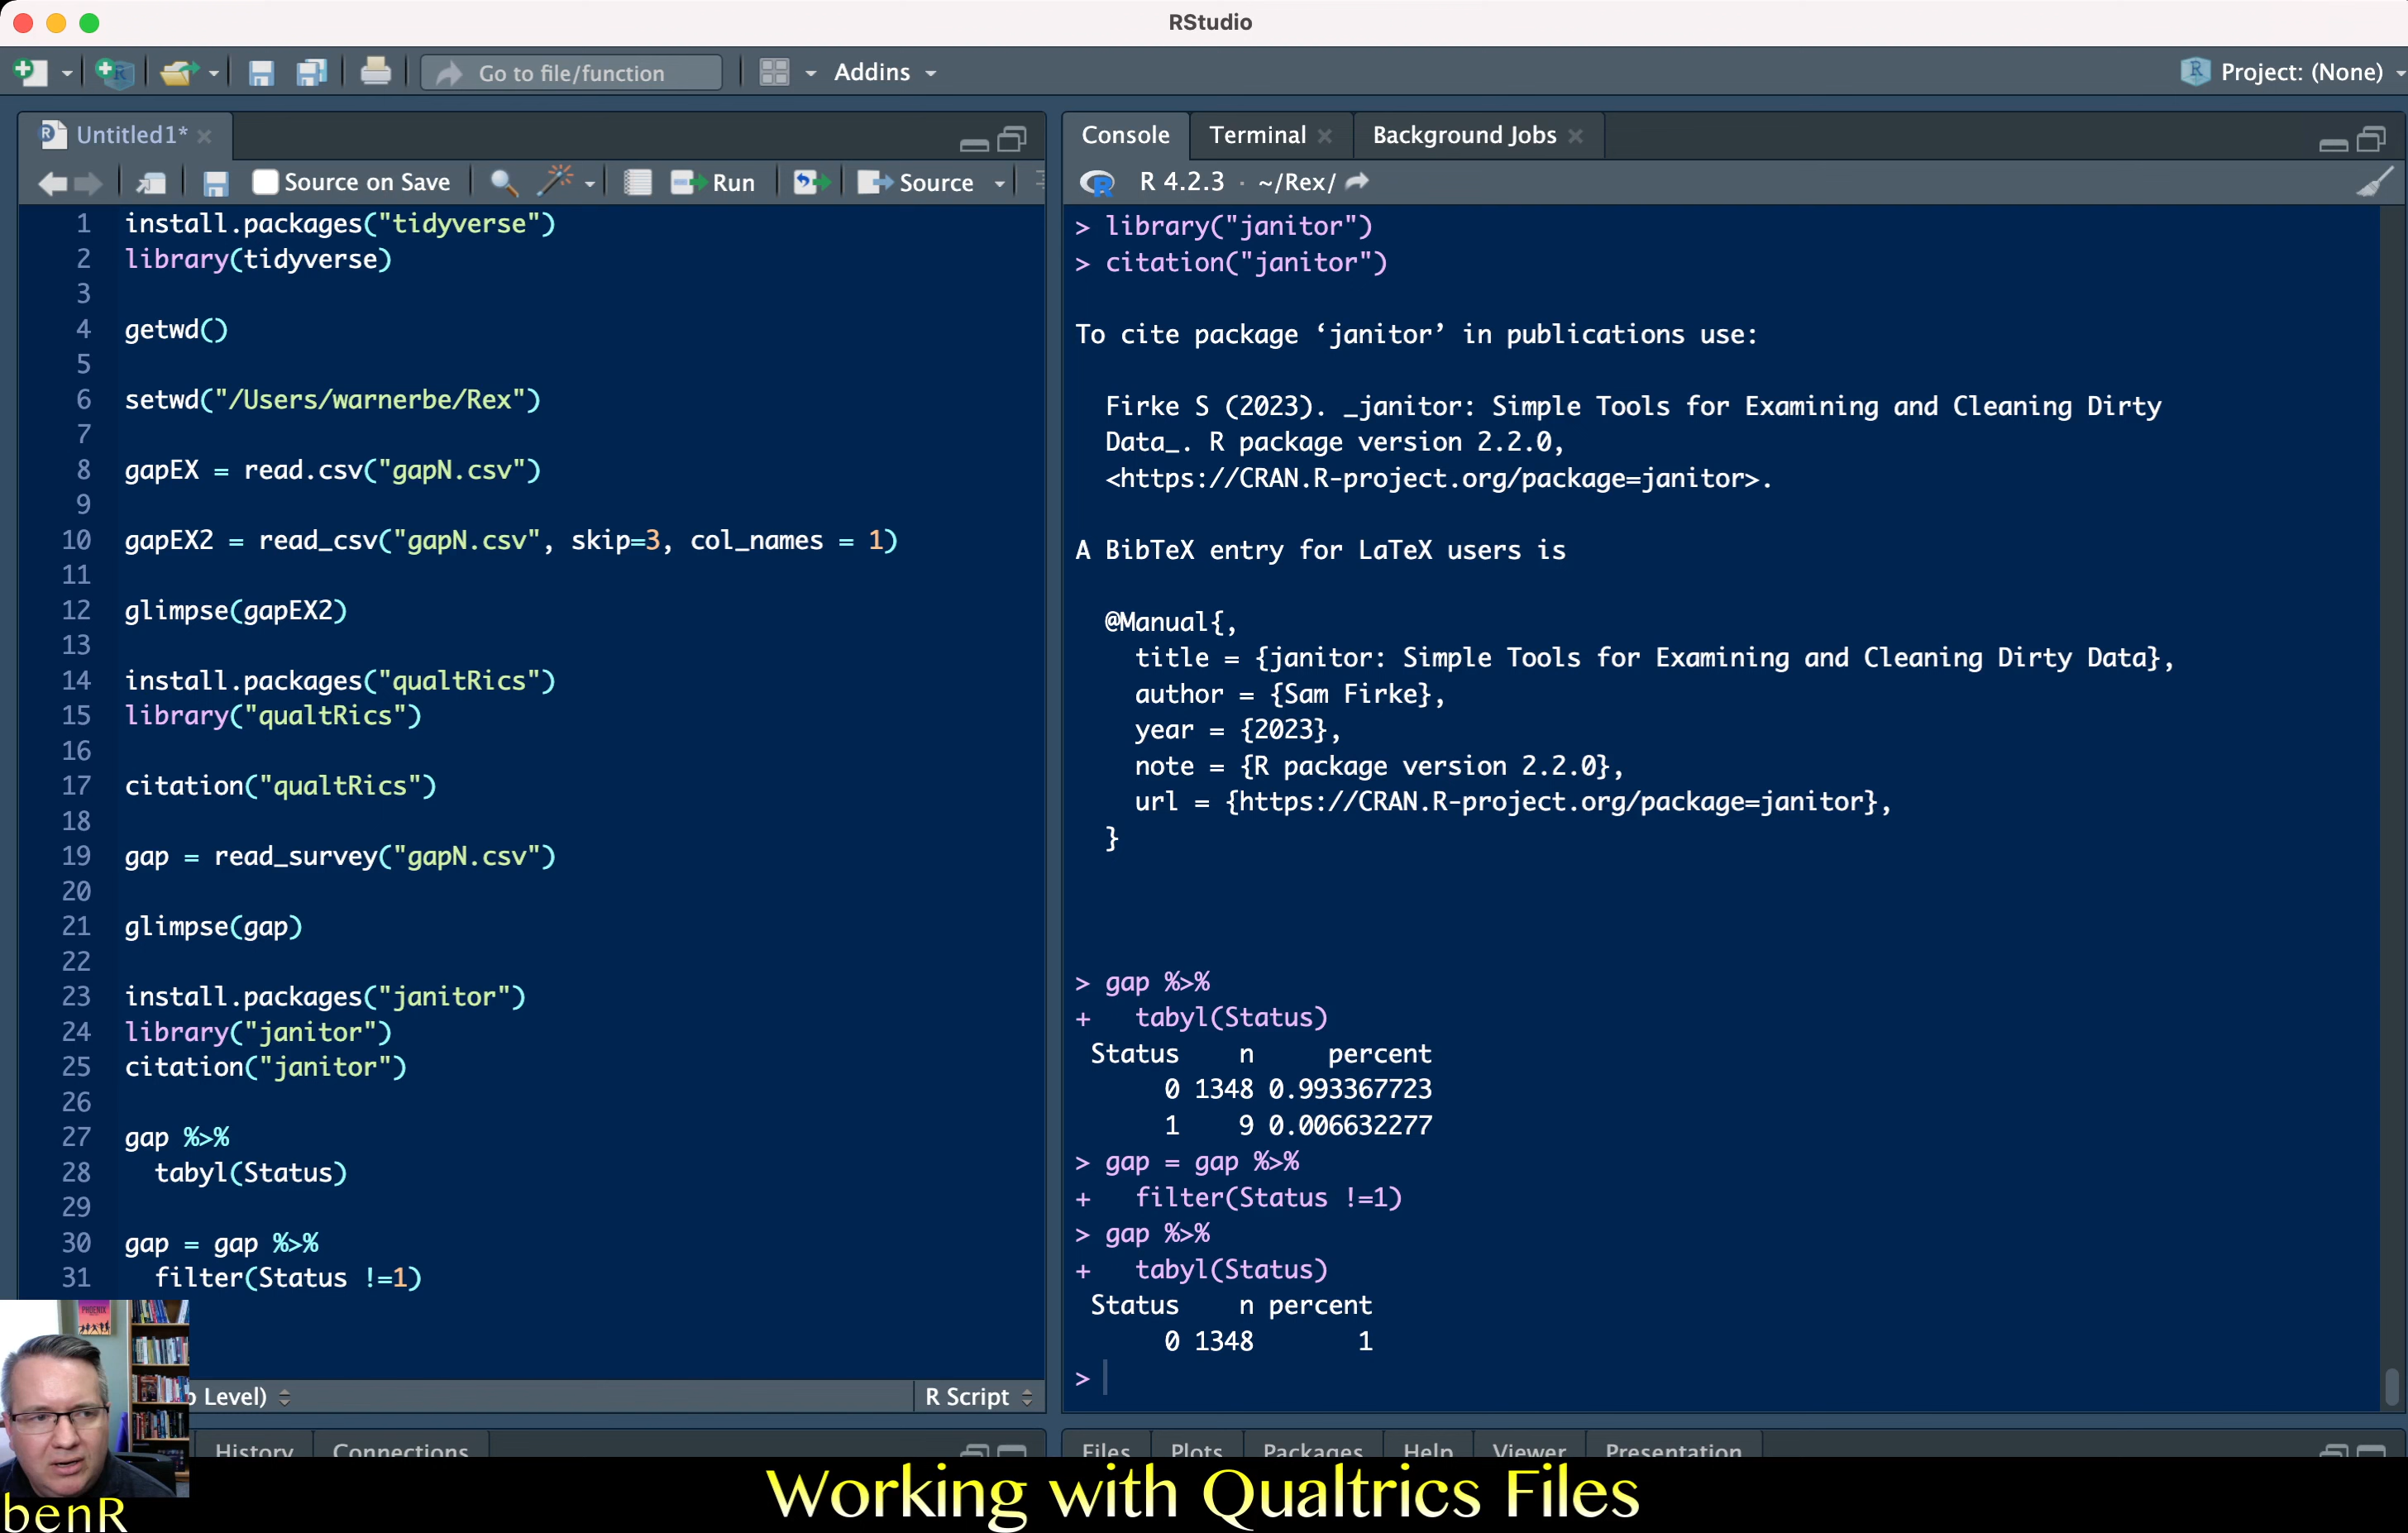 RStudio
Go to file/function
Addins
Project: (None)
Untitled1*
Source on Save
Run
Source
1 install.packages("tidyverse")
2 library(tidyverse)
3
4 getwd()
5
6 setwd("/Users/warnerbe/Rex")
7
8 gapEX = read.csv("gapN.csv")
9
10 gapEX2 = read_csv("gapN.csv", skip=3, col_names = 1)
11
12 glimpse(gapEX2)
13
14 install.packages("qualtRics")
15 library("qualtRics")
16
17 citation("qualtRics")
18
19 gap = read_survey("gapN.csv")
20
21 glimpse(gap)
22
23 install.packages("janitor")
24 library("janitor")
25 citation("janitor")
26
27 gap %>%
28   tabyl(Status)
29
30 gap = gap %>%
31   filter(Status !=1)
Level)
R Script
History
Connections
Console
Terminal
Background Jobs
R 4.2.3 · ~/Rex/
> library("janitor")
> citation("janitor")
To cite package ‘janitor’ in publications use:
Firke S (2023). _janitor: Simple Tools for Examining and Cleaning Dirty
Data_. R package version 2.2.0,
<https://CRAN.R-project.org/package=janitor>.
A BibTeX entry for LaTeX users is
@Manual{,
title = {janitor: Simple Tools for Examining and Cleaning Dirty Data},
author = {Sam Firke},
year = {2023},
note = {R package version 2.2.0},
url = {https://CRAN.R-project.org/package=janitor},
}
> gap %>%
+   tabyl(Status)
Status    n     percent
0 1348 0.993367723
1    9 0.006632277
> gap = gap %>%
+   filter(Status !=1)
> gap %>%
+   tabyl(Status)
Status    n percent
0 1348       1
>
Files
Plots
Packages
Help
Viewer
Presentation
PHOENIX
benR
Working with Qualtrics Files